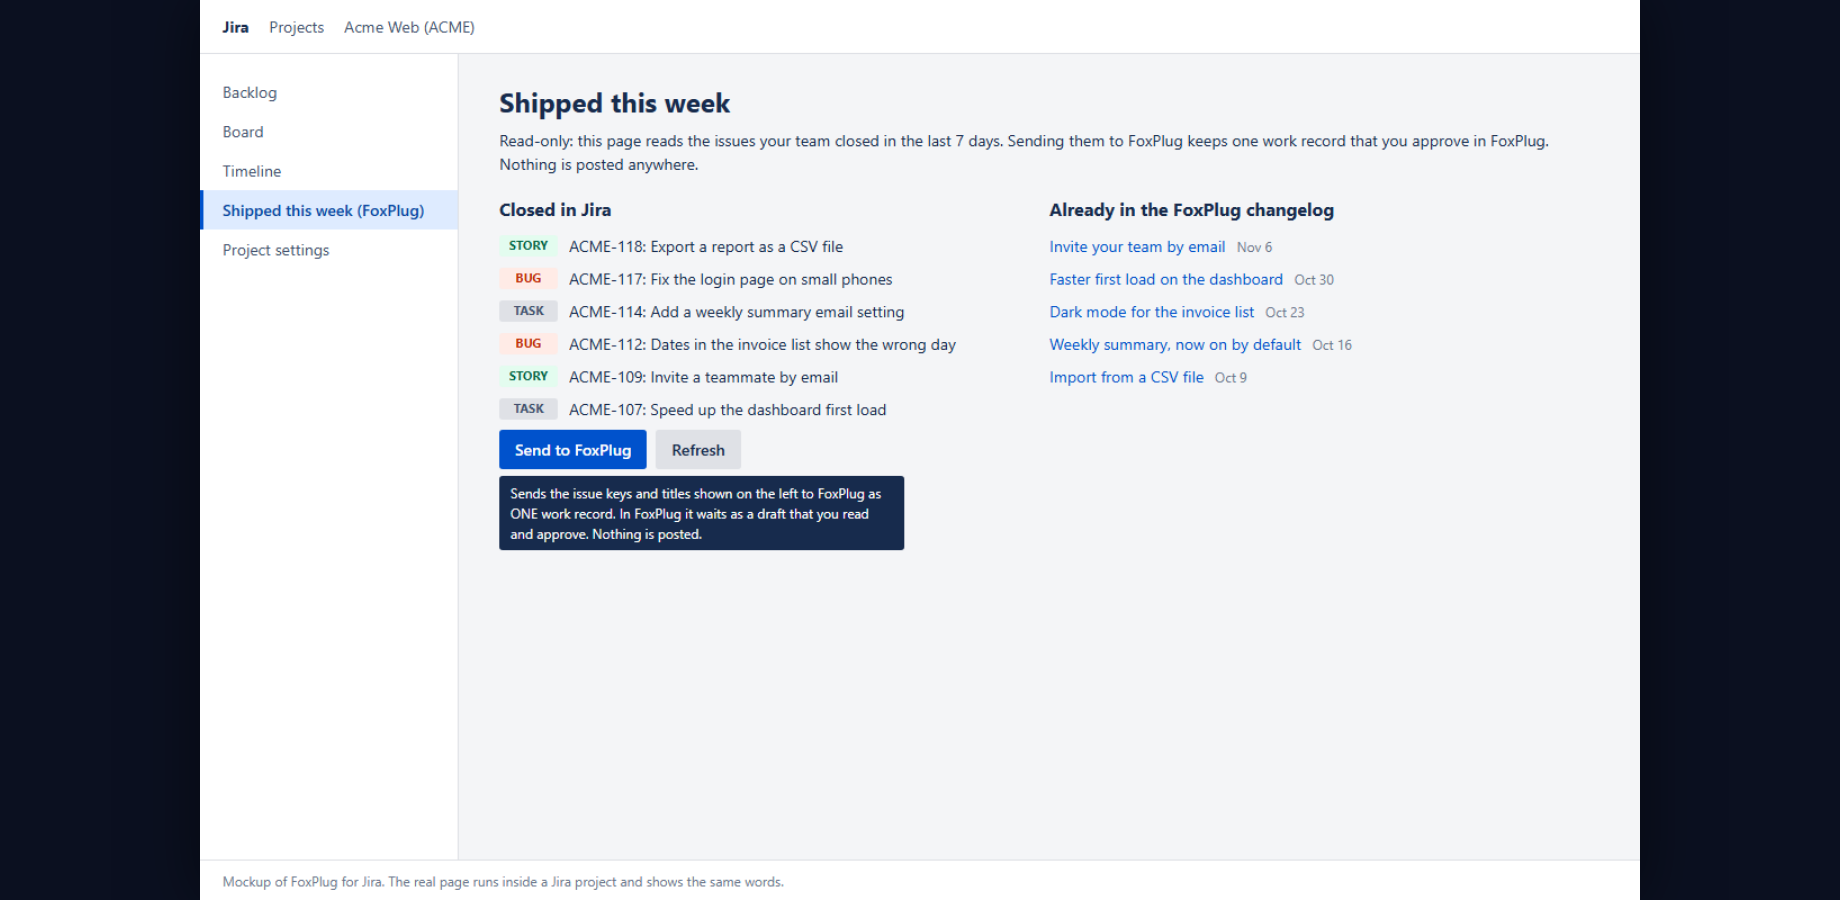 Jira Projects Acme Web (ACME)
Backlog
Board
Timeline
Shipped this week (FoxPlug)
Project settings
Shipped this week
Read-only: this page reads the issues your team closed in the last 7 days. Sending them to FoxPlug keeps one work record that you approve in FoxPlug.
Nothing is posted anywhere.
Closed in Jira
STORY ACME-118: Export a report as a CSV file
BUG ACME-117: Fix the login page on small phones
TASK ACME-114: Add a weekly summary email setting
BUG ACME-112: Dates in the invoice list show the wrong day
STORY ACME-109: Invite a teammate by email
TASK ACME-107: Speed up the dashboard first load
Send to FoxPlug Refresh
Sends the issue keys and titles shown on the left to FoxPlug as
ONE work record. In FoxPlug it waits as a draft that you read
and approve. Nothing is posted.
Already in the FoxPlug changelog
Invite your team by email Nov 6
Faster first load on the dashboard Oct 30
Dark mode for the invoice list Oct 23
Weekly summary, now on by default Oct 16
Import from a CSV file Oct 9
Mockup of FoxPlug for Jira. The real page runs inside a Jira project and shows the same words.